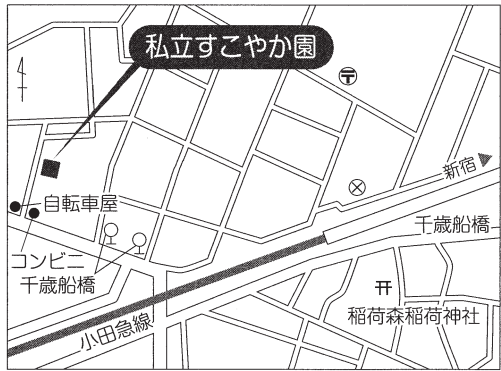 私立すこやか園
新宿
自転車屋
千歳船橋
コンビニ
千歳船橋
稲荷森稲荷神社
小田急線